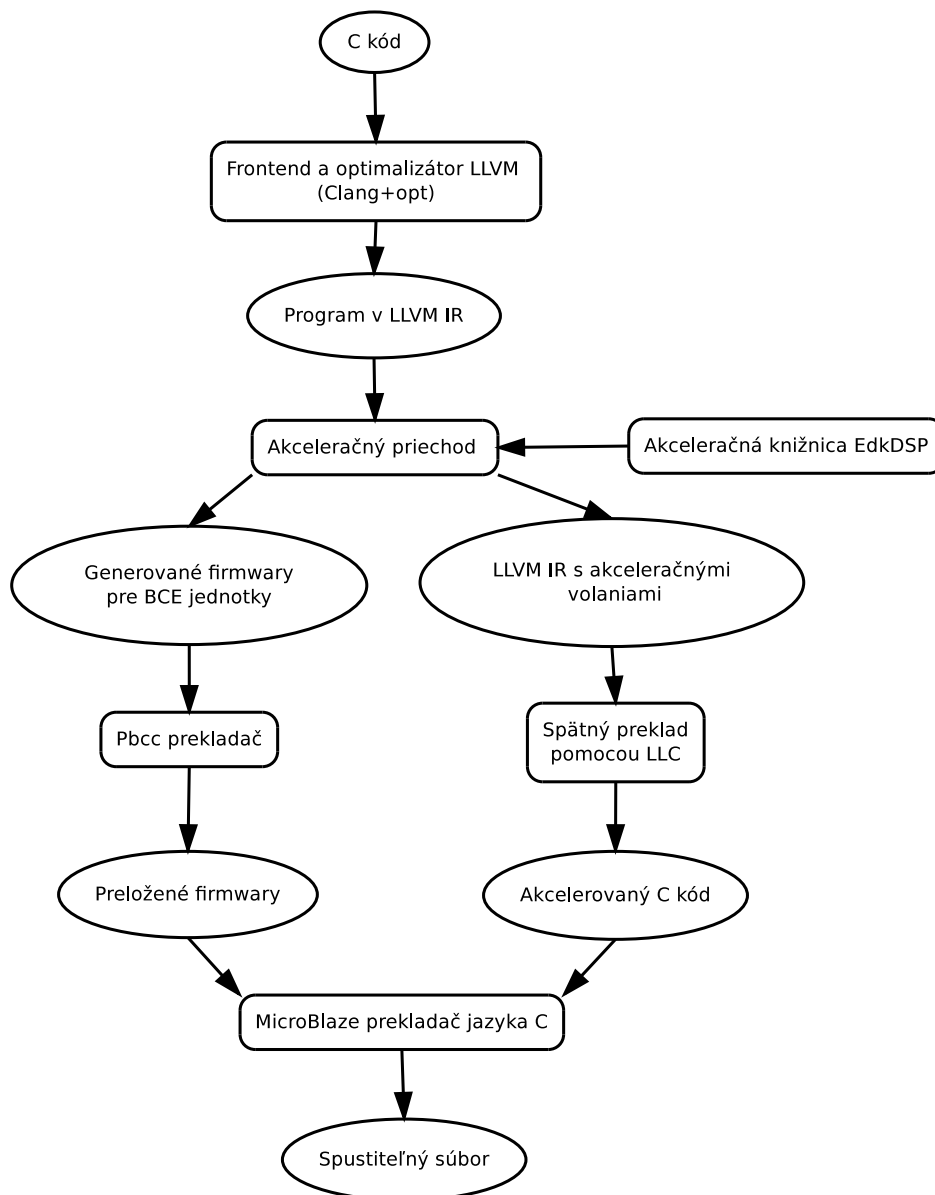 C kód
Frontend a optimalizátor LLVM
(Clang+opt)
Program v LLVM IR
Akceleračný priechod
Akceleračná knižnica EdkDSP
Generované firmwary
pre BCE jednotky
LLVM IR s akceleračnými
volaniami
Pbcc prekladač
Spätný preklad
pomocou LLC
Preložené firmwary
Akcelerovaný C kód
MicroBlaze prekladač jazyka C
Spustiteľný súbor